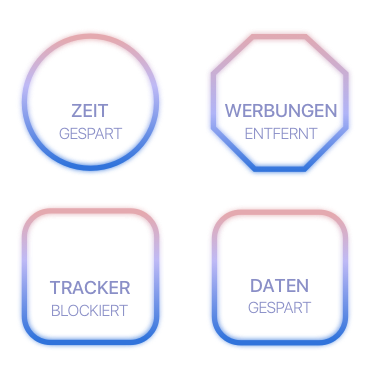 ZEIT
GESPART
WERBUNGEN
ENTFERNT
TRACKER
BLOCKIERT
DATEN
GESPART